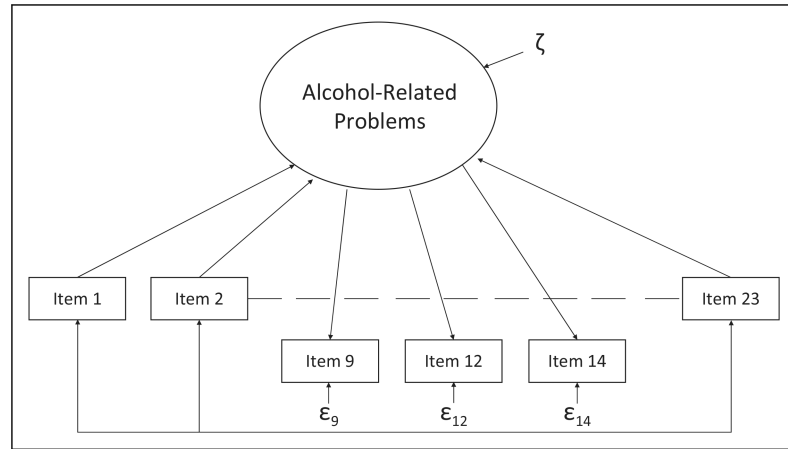 ζ
Alcohol-Related
Problems
Item 1
Item 2
Item 23
Item 9
Item 12
Item 14
ε9
ε12
ε14